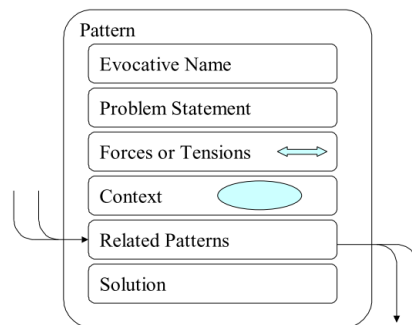 Pattern
Evocative Name
Problem Statement
Forces or Tensions
Context
Related Patterns
Solution